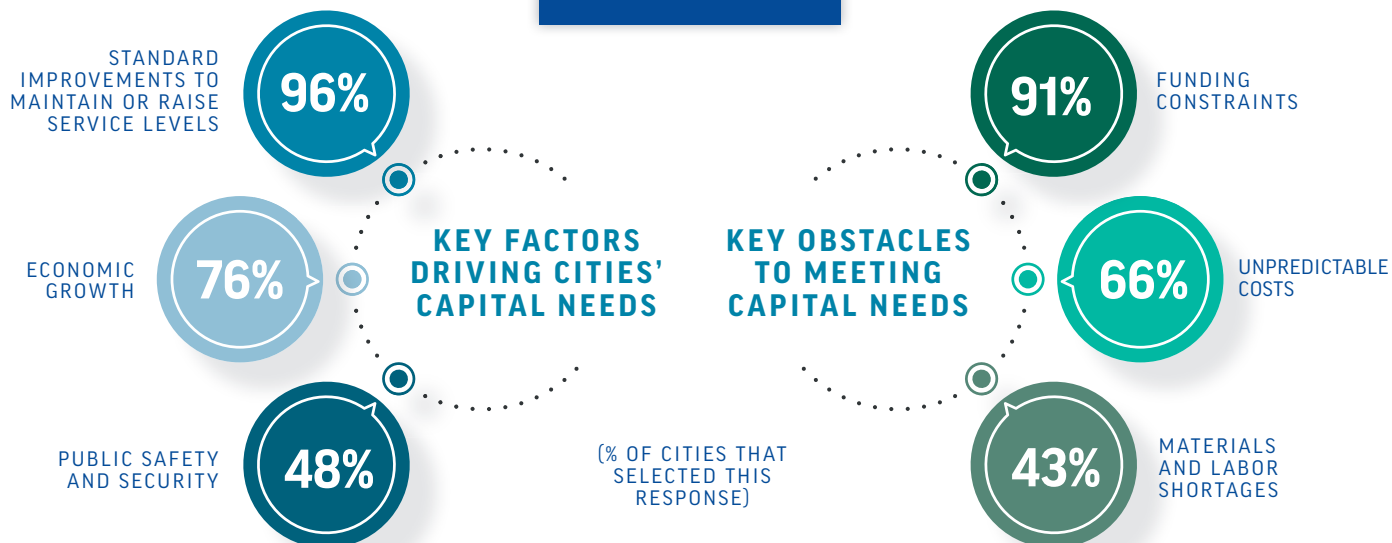 STANDARD
IMPROVEMENTS TO
MAINTAIN OR RAISE
SERVICE LEVELS
96%
ECONOMIC
GROWTH
76%
PUBLIC SAFETY
AND SECURITY
48%
KEY FACTORS
DRIVING CITIES’
CAPITAL NEEDS
KEY OBSTACLES
TO MEETING
CAPITAL NEEDS
91%
FUNDING
CONSTRAINTS
66%
UNPREDICTABLE
COSTS
43%
MATERIALS
AND LABOR
SHORTAGES
(% OF CITIES THAT
SELECTED THIS
RESPONSE)